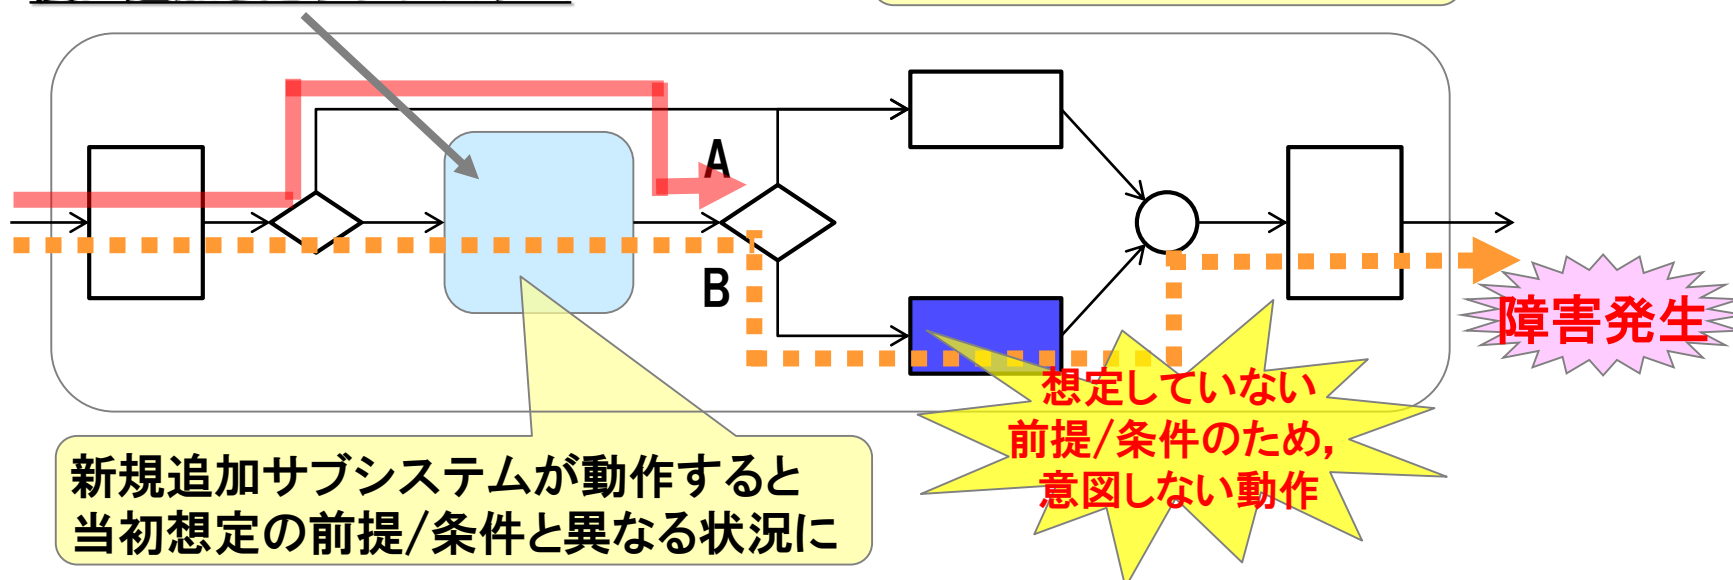 A
B
障害発生
想定していない
前提/条件のため,
意図しない動作
新規追加サブシステムが動作すると
当初想定の前提/条件と異なる状況に